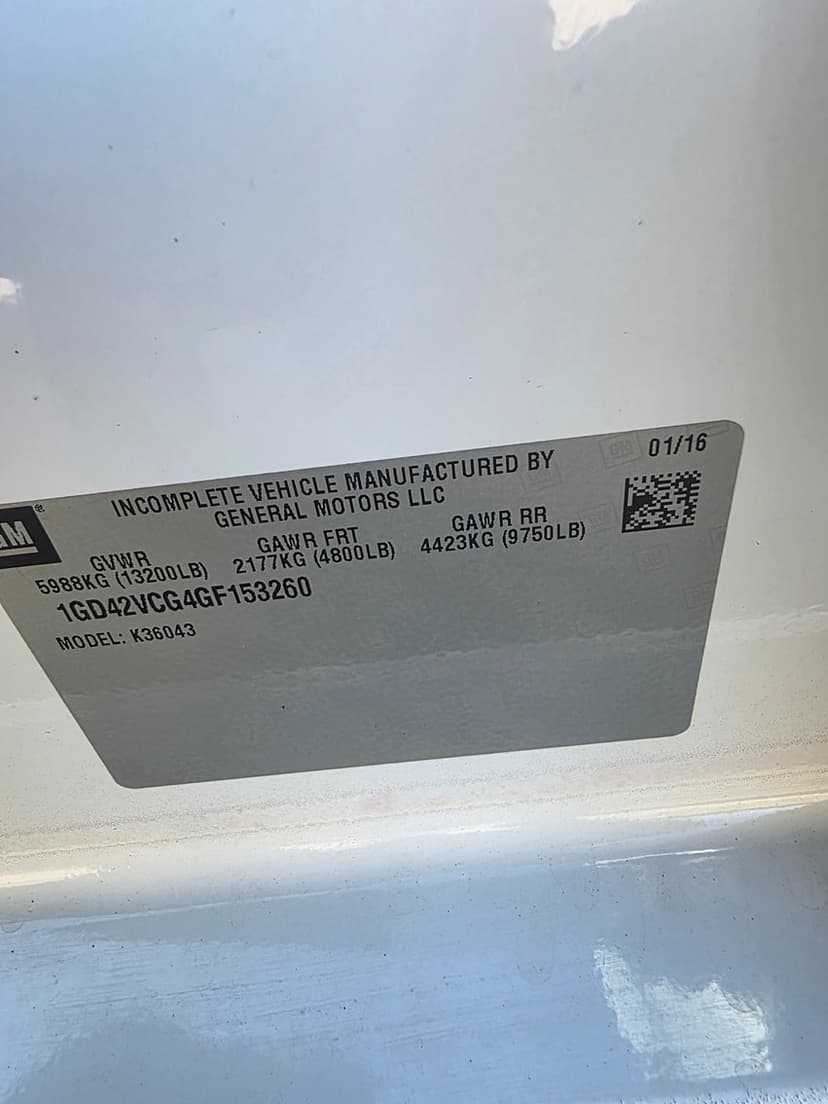 01/16
INCOMPLETE VEHICLE MANUFACTURED BY
GENERAL MOTORS LLC
GM®
GVWR GAWR FRT GAWR RR
5988KG (13200LB) 2177KG (4800LB) 4423KG (9750LB)
1GD42VCG4GF153260
MODEL: K36043